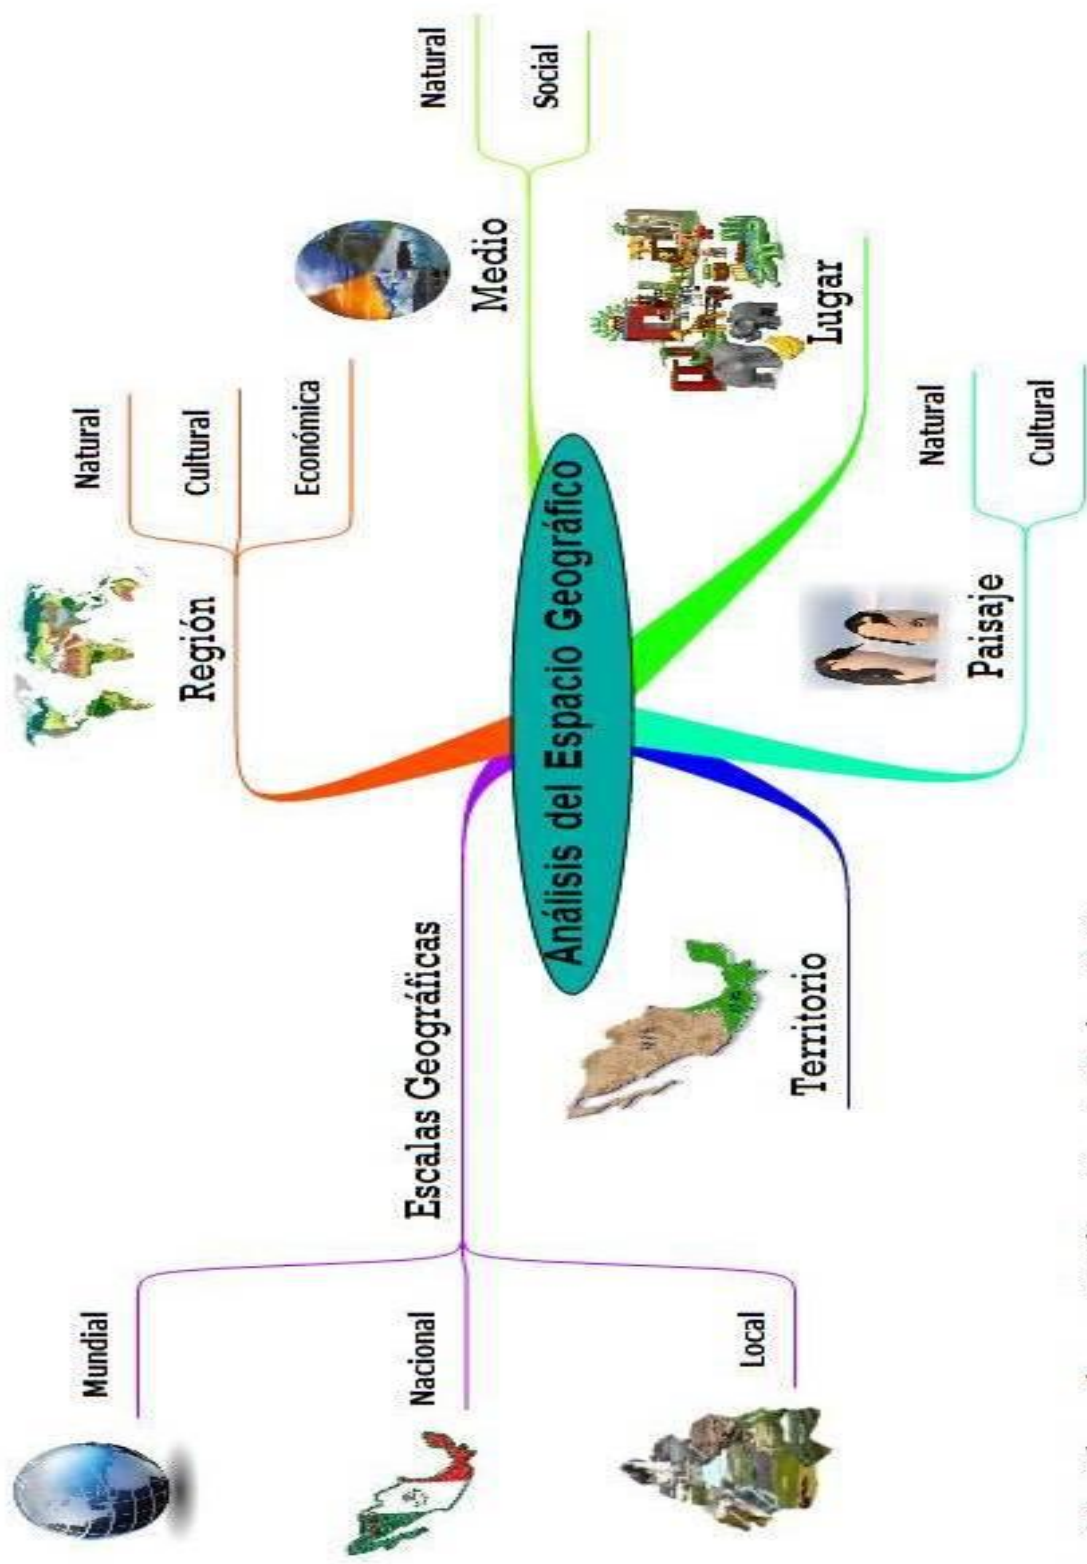 Análisis del Espacio Geográfico
Escalas Geográficas
Mundial
Nacional
Local
Región
Natural
Cultural
Económica
Medio
Natural
Social
Lugar
Paisaje
Natural
Cultural
Territorio